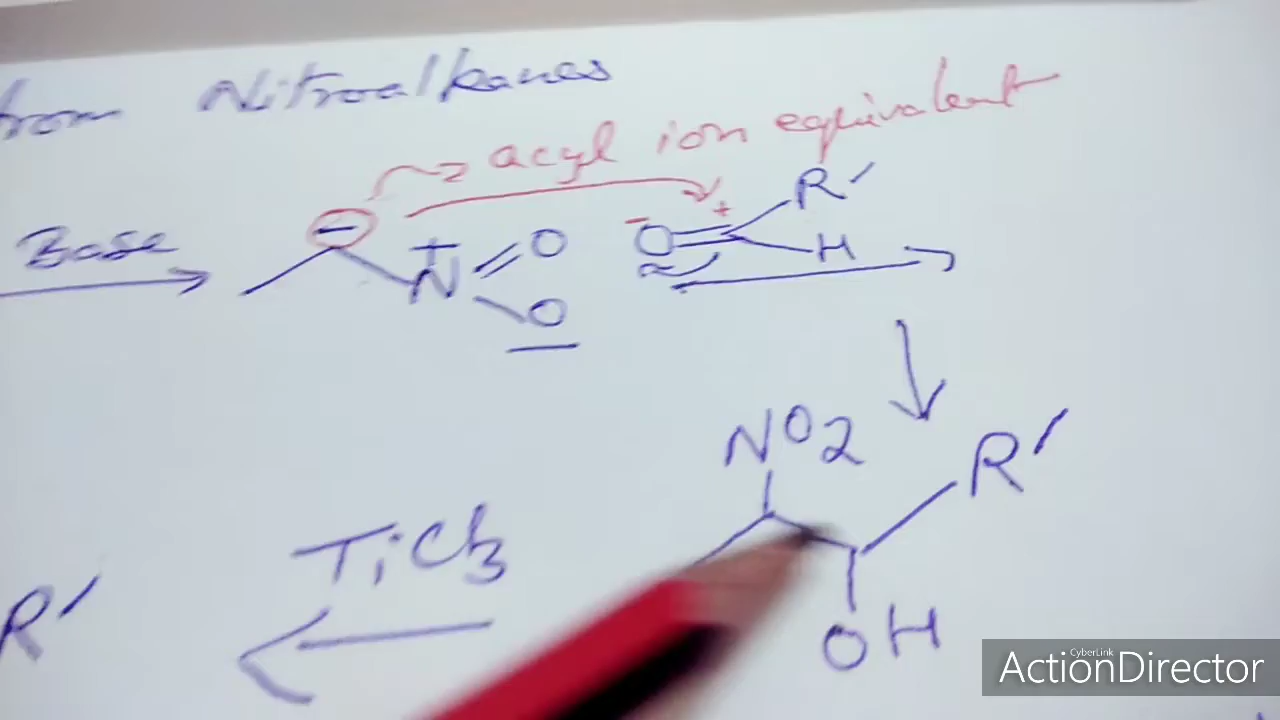 from Nitroalkanes
acyl ion equivalent
Base
− + N O O − O + R′ H
NO2
R′
TiCl3
R′
OH
CyberLink
ActionDirector